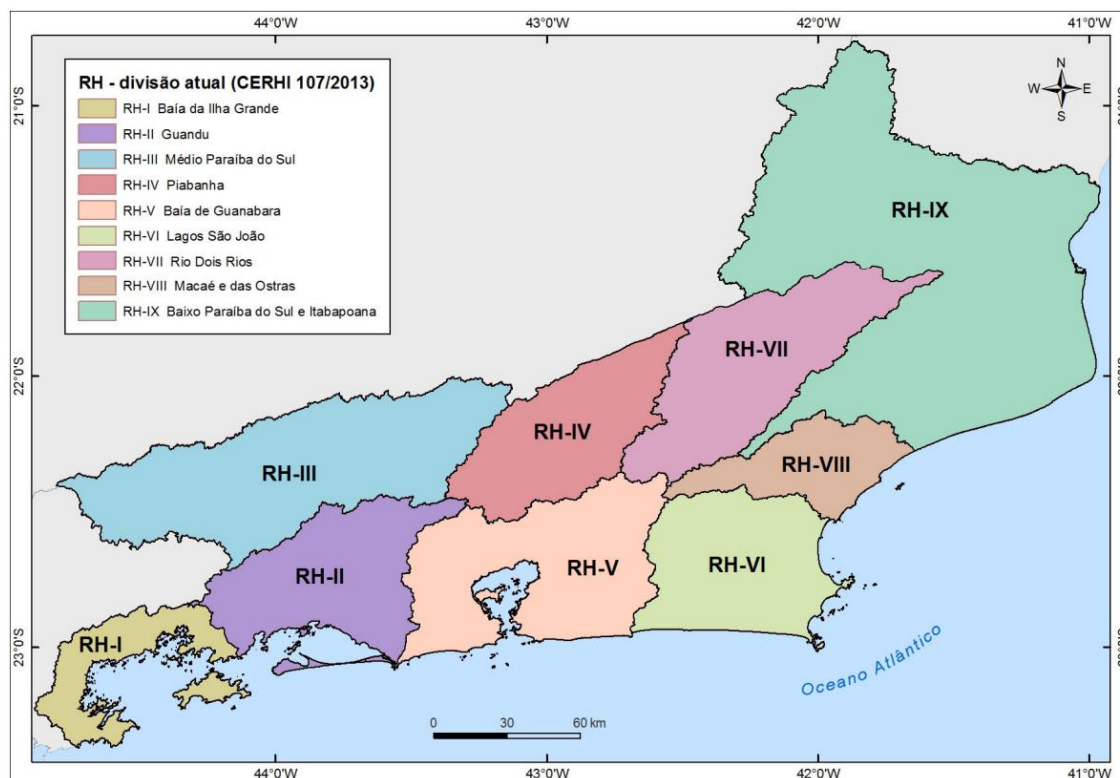 44°0'W 43°0'W 42°0'W 41°0'W
RH - divisão atual (CERHI 107/2013)
RH-I Baía da Ilha Grande
RH-II Guandu
RH-III Médio Paraíba do Sul
RH-IV Piabanha
RH-V Baía de Guanabara
RH-VI Lagos São João
RH-VII Rio Dois Rios
RH-VIII Macaé e das Ostras
RH-IX Baixo Paraíba do Sul e Itabapoana
N
W E
S
21°0'S
RH-IX
RH-VII
22°0'S
RH-IV
RH-III
RH-VIII
RH-II
RH-V
RH-VI
RH-I
23°0'S
Oceano Atlântico
0 30 60 km
44°0'W 43°0'W 42°0'W 41°0'W